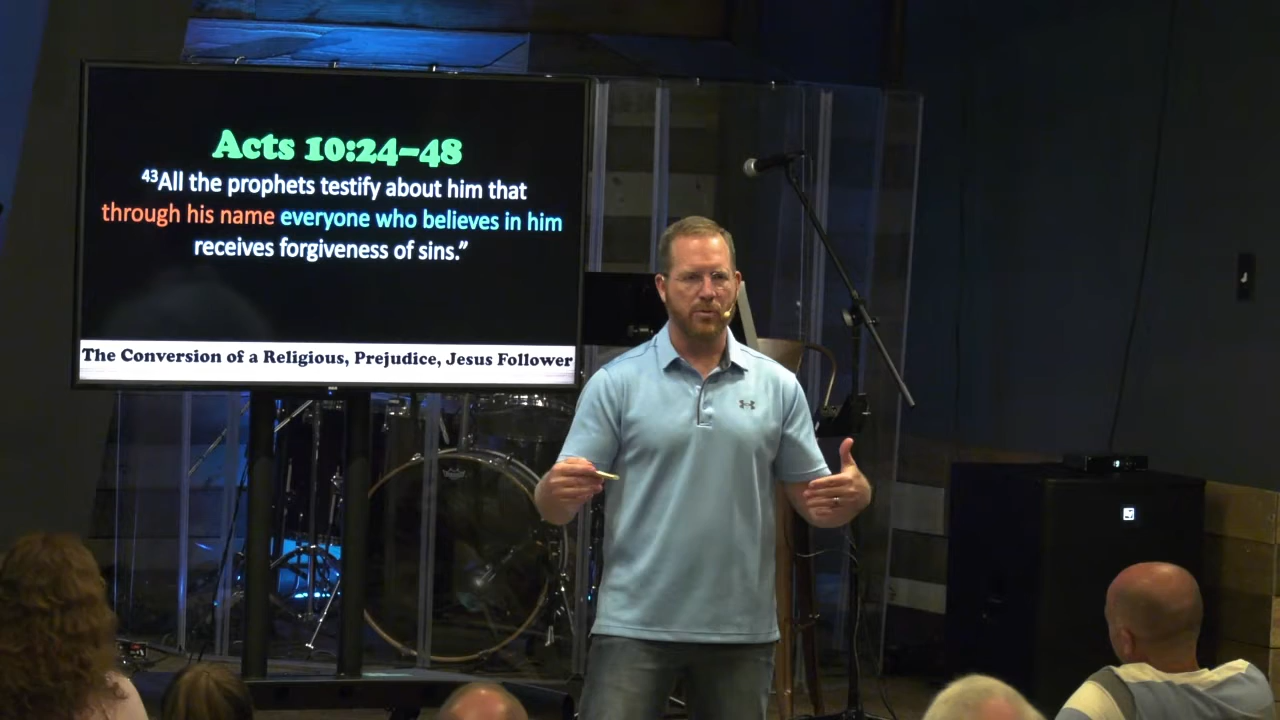 Acts 10:24–48
⁴³All the prophets testify about him that
through his name everyone who believes in him
receives forgiveness of sins.”
The Conversion of a Religious, Prejudice, Jesus Follower